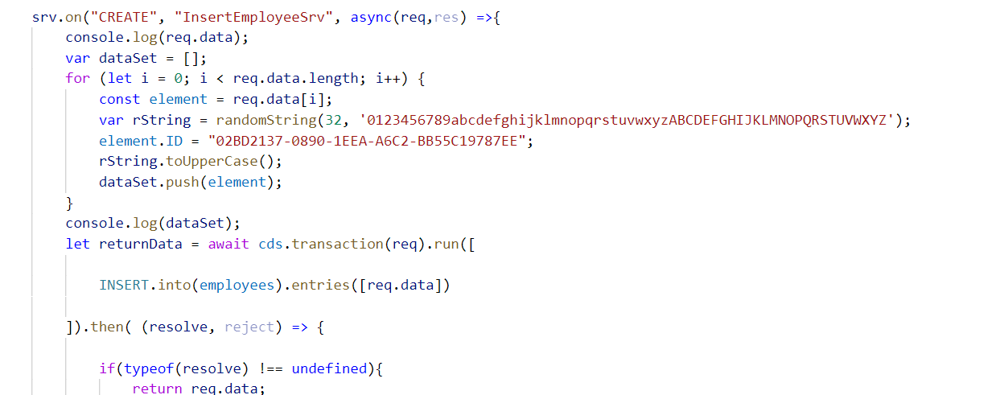 srv.on("CREATE", "InsertEmployeeSrv", async(req,res) =>{
console.log(req.data);
var dataSet = [];
for (let i = 0; i < req.data.length; i++) {
const element = req.data[i];
var rString = randomString(32, '0123456789abcdefghijklmnopqrstuvwxyzABCDEFGHIJKLMNOPQRSTUVWXYZ');
element.ID = "02BD2137-0890-1EEA-A6C2-BB55C19787EE";
rString.toUpperCase();
dataSet.push(element);
}
console.log(dataSet);
let returnData = await cds.transaction(req).run([
INSERT.into(employees).entries([req.data])
]).then( (resolve, reject) => {
if(typeof(resolve) !== undefined){
return req.data;